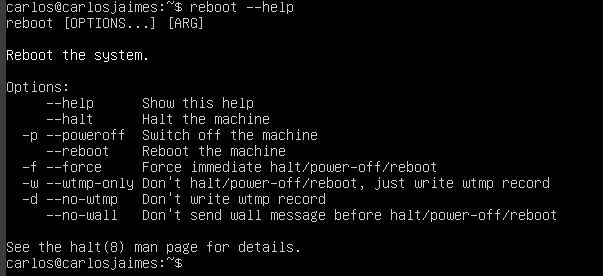 carlos@carlosjaimes:~$ reboot --help
reboot [OPTIONS...] [ARG]

Reboot the system.

Options:
     --help      Show this help
     --halt      Halt the machine
  -p --poweroff  Switch off the machine
     --reboot    Reboot the machine
  -f --force     Force immediate halt/power-off/reboot
  -w --wtmp-only Don't halt/power-off/reboot, just write wtmp record
  -d --no-wtmp   Don't write wtmp record
     --no-wall   Don't send wall message before halt/power-off/reboot

See the halt(8) man page for details.
carlos@carlosjaimes:~$